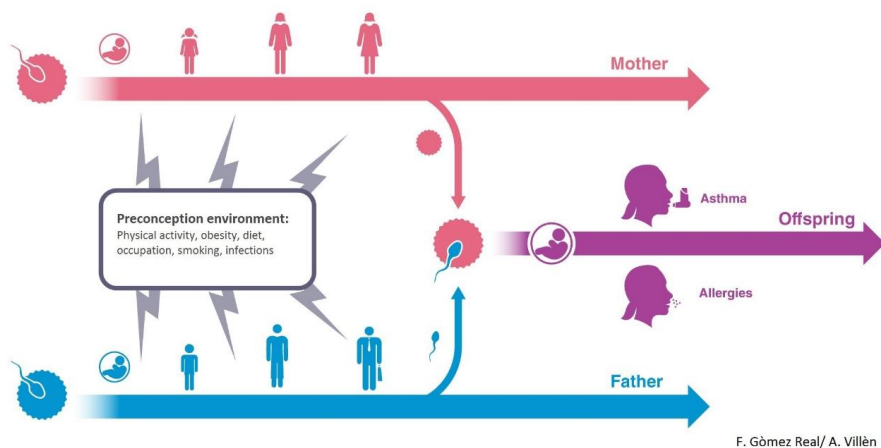 Mother
Preconception environment:
Physical activity, obesity, diet,
occupation, smoking, infections
Asthma
Offspring
Allergies
Father
F. Gòmez Real/ A. Villèn